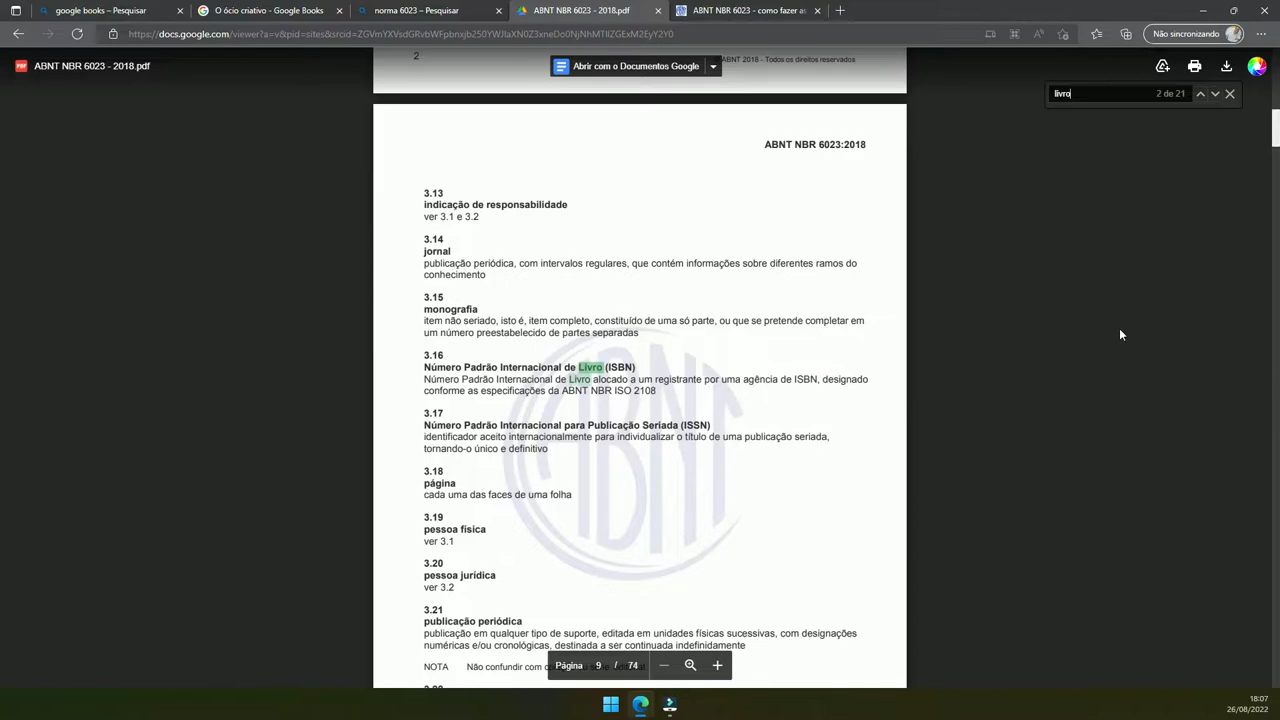 google books – Pesquisar
O ócio criativo – Google Books
norma 6023 – Pesquisar
ABNT NBR 6023 - 2018.pdf
ABNT NBR 6023 - como fazer as
https://docs.google.com/viewer?a=v&pid=sites&srcid=ZGVmYXVsdGRvbWFpbnxjb250YWJlaXN0Z3xneDo0NjNhMTllZGExM2EyY2Y0
Não sincronizando
ABNT NBR 6023 - 2018.pdf
2
Abrir com o Documentos Google
ABNT 2018 - Todos os direitos reservados
livro
2 de 21
ABNT NBR 6023:2018
3.13
indicação de responsabilidade
ver 3.1 e 3.2
3.14
jornal
publicação periódica, com intervalos regulares, que contém informações sobre diferentes ramos do
conhecimento
3.15
monografia
item não seriado, isto é, item completo, constituído de uma só parte, ou que se pretende completar em
um número preestabelecido de partes separadas
3.16
Número Padrão Internacional de Livro (ISBN)
Número Padrão Internacional de Livro alocado a um registrante por uma agência de ISBN, designado
conforme as especificações da ABNT NBR ISO 2108
3.17
Número Padrão Internacional para Publicação Seriada (ISSN)
identificador aceito internacionalmente para individualizar o título de uma publicação seriada,
tornando-o único e definitivo
3.18
página
cada uma das faces de uma folha
3.19
pessoa física
ver 3.1
3.20
pessoa jurídica
ver 3.2
3.21
publicação periódica
publicação em qualquer tipo de suporte, editada em unidades físicas sucessivas, com designações
numéricas e/ou cronológicas, destinada a ser continuada indefinidamente
NOTA Não confundir com
Página 9 / 74
ABNT
18:07
26/08/2022